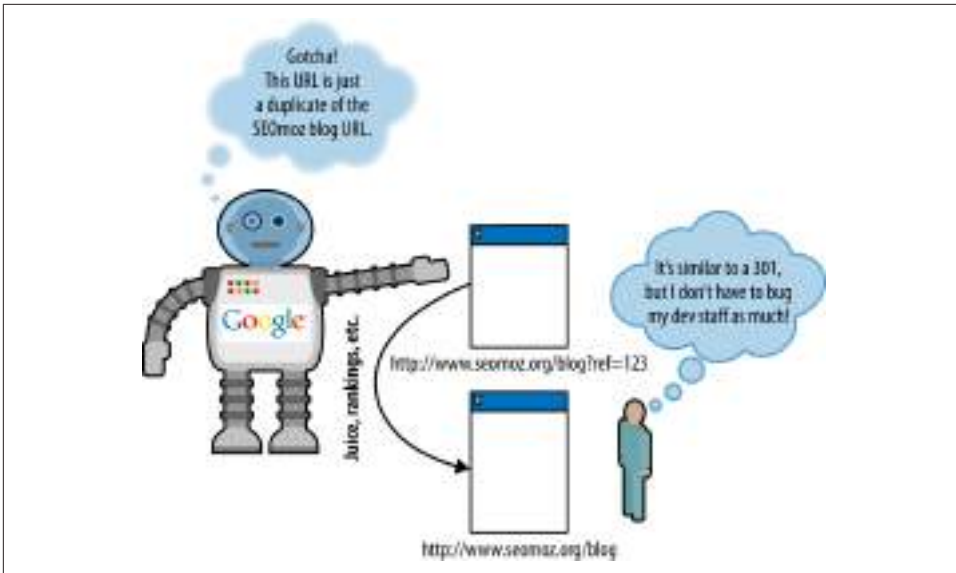 Gotcha!
This URL is just
a duplicate of the
SEOmoz blog URL.
It's similar to a 301,
but I don't have to bug
my dev staff as much!
Google
Juice, rankings, etc.
http://www.seomoz.org/blog?ref=123
http://www.seomoz.org/blog